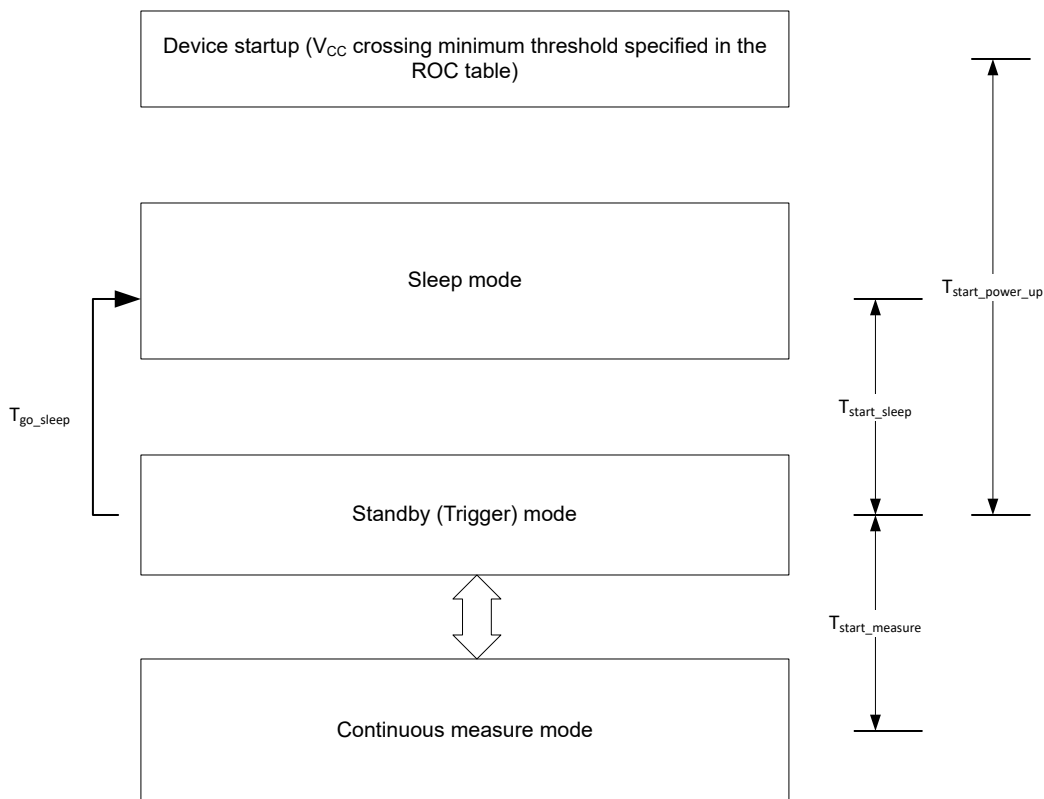 Device startup (VCC crossing minimum threshold specified in the
ROC table)
Sleep mode
Tstart_power_up
Tstart_sleep
Tgo_sleep
Standby (Trigger) mode
Tstart_measure
Continuous measure mode